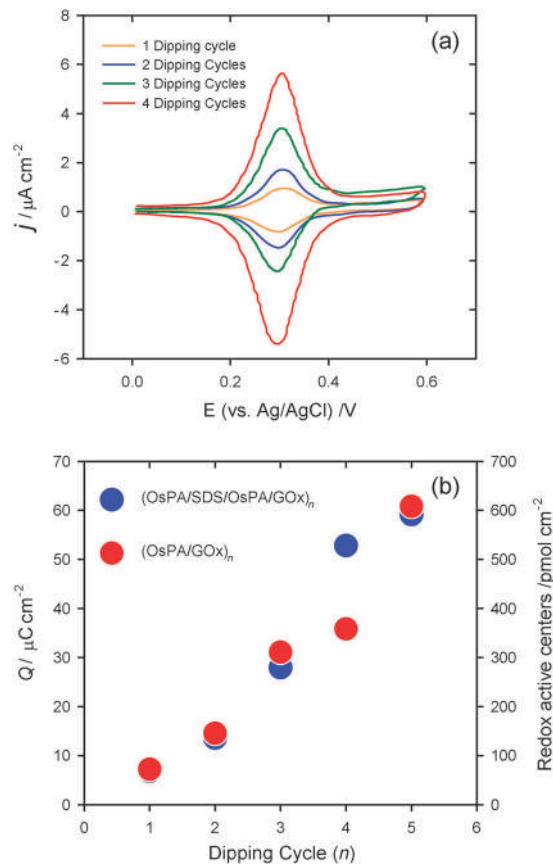 (a)
1 Dipping cycle
2 Dipping Cycles
3 Dipping Cycles
4 Dipping Cycles
8
6
4
2
0
-2
-4
-6
j / µA cm⁻²
0.0 0.2 0.4 0.6
E (vs. Ag/AgCl) /V
(b)
(OsPA/SDS/OsPA/GOx)ₙ
(OsPA/GOx)ₙ
70 700
60 600
50 500
40 400
30 300
20 200
10 100
0 0
Q / µC cm⁻²
Redox active centers /pmol cm⁻²
0 1 2 3 4 5 6
Dipping Cycle (n)